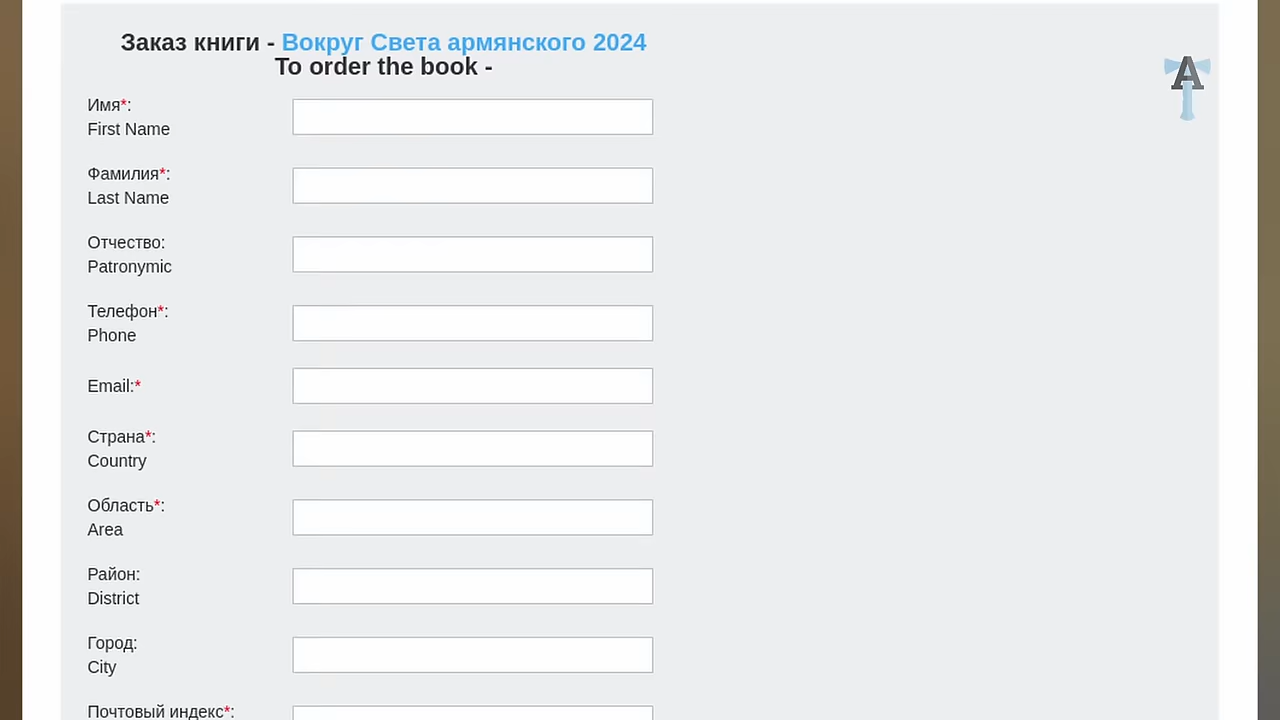 Заказ книги - Вокруг Света армянского 2024
To order the book -
A
Имя*:
First Name
Фамилия*:
Last Name
Отчество:
Patronymic
Телефон*:
Phone
Email:*
Страна*:
Country
Область*:
Area
Район:
District
Город:
City
Почтовый индекс*: